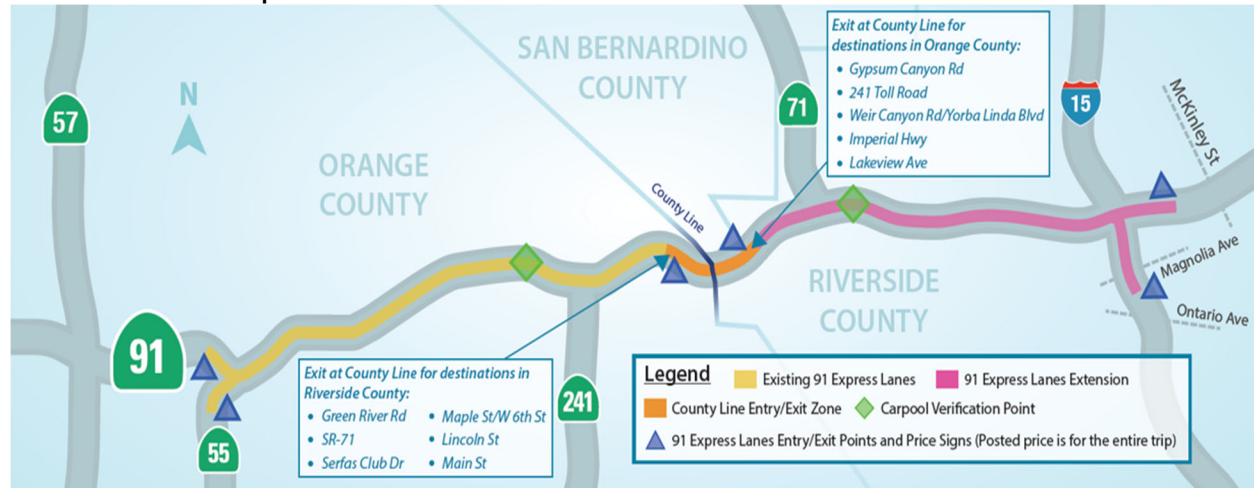 SAN BERNARDINO
COUNTY
Exit at County Line for
destinations in Orange County:
• Gypsum Canyon Rd
• 241 Toll Road
• Weir Canyon Rd/Yorba Linda Blvd
• Imperial Hwy
• Lakeview Ave
57
N
71
15
McKinley St
ORANGE
COUNTY
County Line
RIVERSIDE
COUNTY
Magnolia Ave
Ontario Ave
91
55
241
Exit at County Line for destinations in
Riverside County:
• Green River Rd
• SR-71
• Serfas Club Dr
• Maple St/W 6th St
• Lincoln St
• Main St
Legend
Existing 91 Express Lanes
91 Express Lanes Extension
County Line Entry/Exit Zone
Carpool Verification Point
91 Express Lanes Entry/Exit Points and Price Signs (Posted price is for the entire trip)